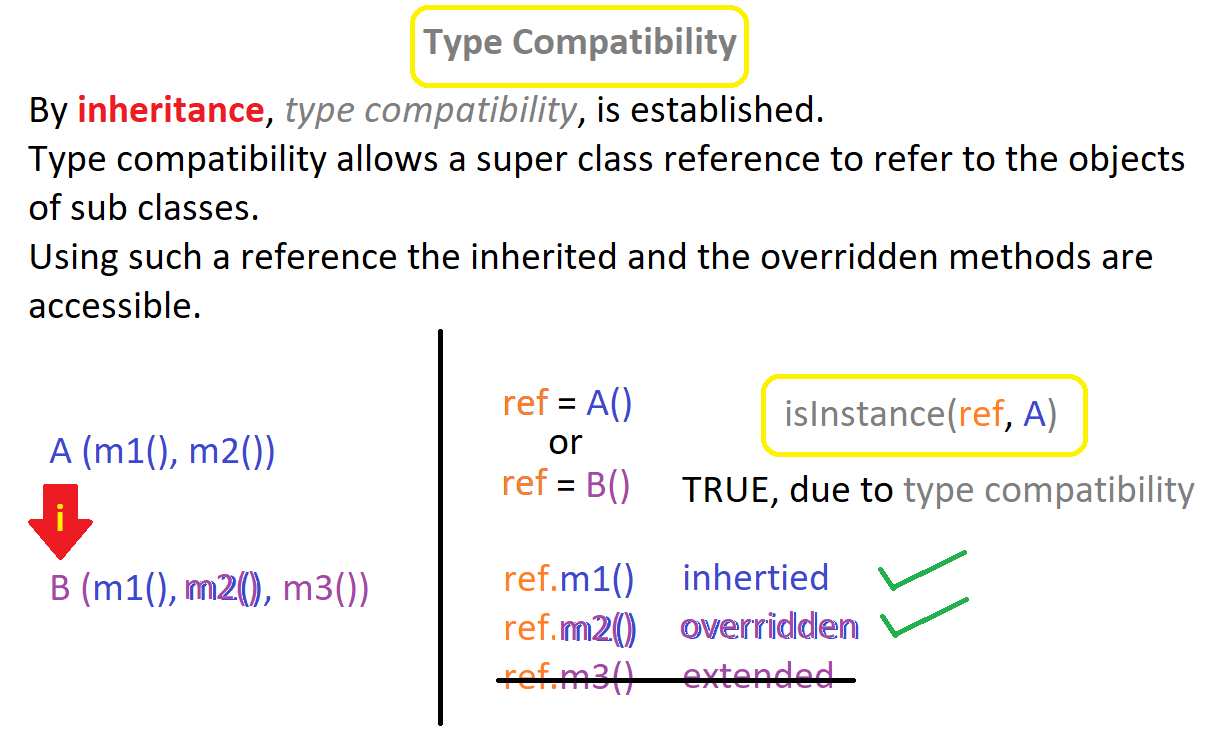 Type Compatibility
By inheritance, type compatibility, is established.
Type compatibility allows a super class reference to refer to the objects
of sub classes.
Using such a reference the inherited and the overridden methods are
accessible.
A (m1(), m2())
i
B (m1(), m2(), m3())
ref = A()
or
ref = B()
isInstance(ref, A)
TRUE, due to type compatibility
ref.m1() inhertied
ref.m2() overridden
ref.m3() extended